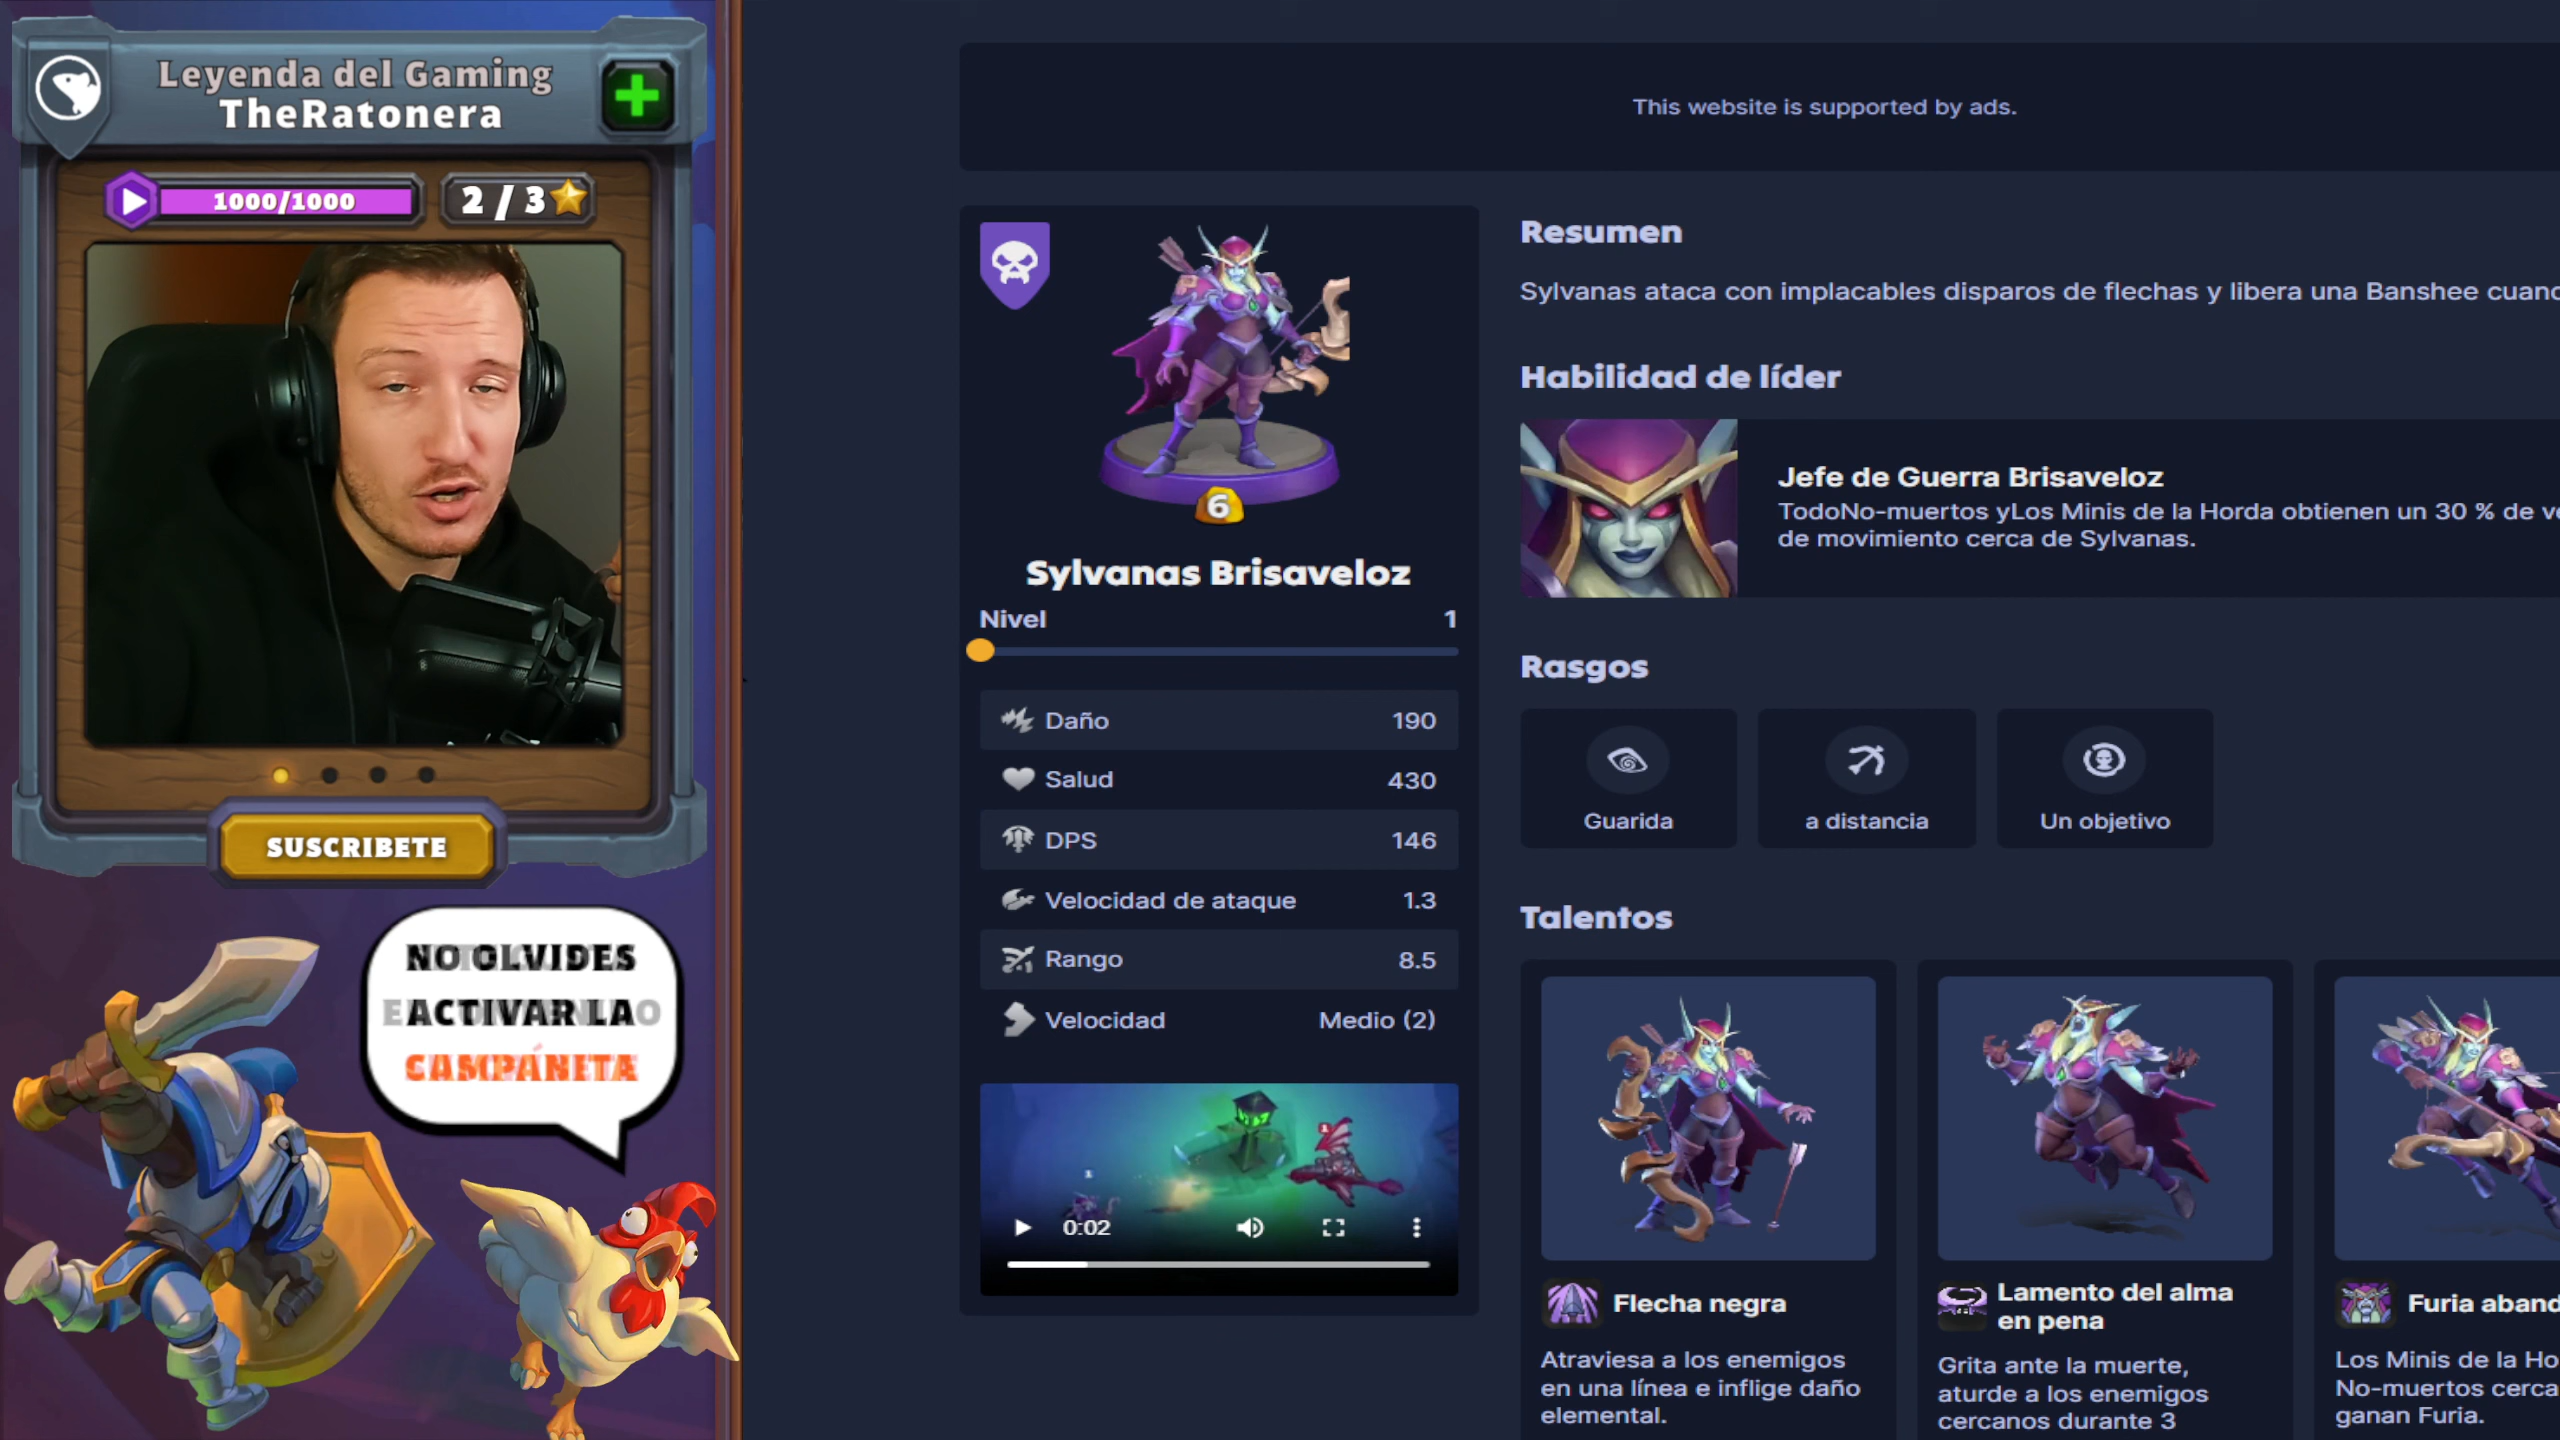 Leyenda del Gaming
TheRatonera
1000/1000
2 / 3
SUSCRIBETE
NO OLVIDES
ACTIVAR LA
CAMPANITA
This website is supported by ads.
6
Sylvanas Brisaveloz
Nivel 1
Daño 190
Salud 430
DPS 146
Velocidad de ataque 1.3
Rango 8.5
Velocidad Medio (2)
0:02
Resumen
Sylvanas ataca con implacables disparos de flechas y libera una Banshee
Habilidad de líder
Jefe de Guerra Brisaveloz
TodoNo-muertos yLos Minis de la Horda obtienen un 30 % de
de movimiento cerca de Sylvanas.
Rasgos
Guarida
a distancia
Un objetivo
Talentos
Flecha negra
Atraviesa a los enemigos
en una línea e inflige daño
elemental.
Lamento del alma
en pena
Grita ante la muerte,
aturde a los enemigos
cercanos durante 3
Furia
Los Minis de la
No-muertos
ganan Furia.